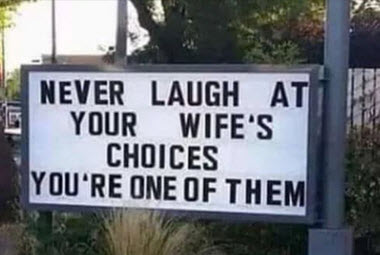 NEVER LAUGH AT
YOUR WIFE'S
CHOICES
YOU'RE ONE OF THEM